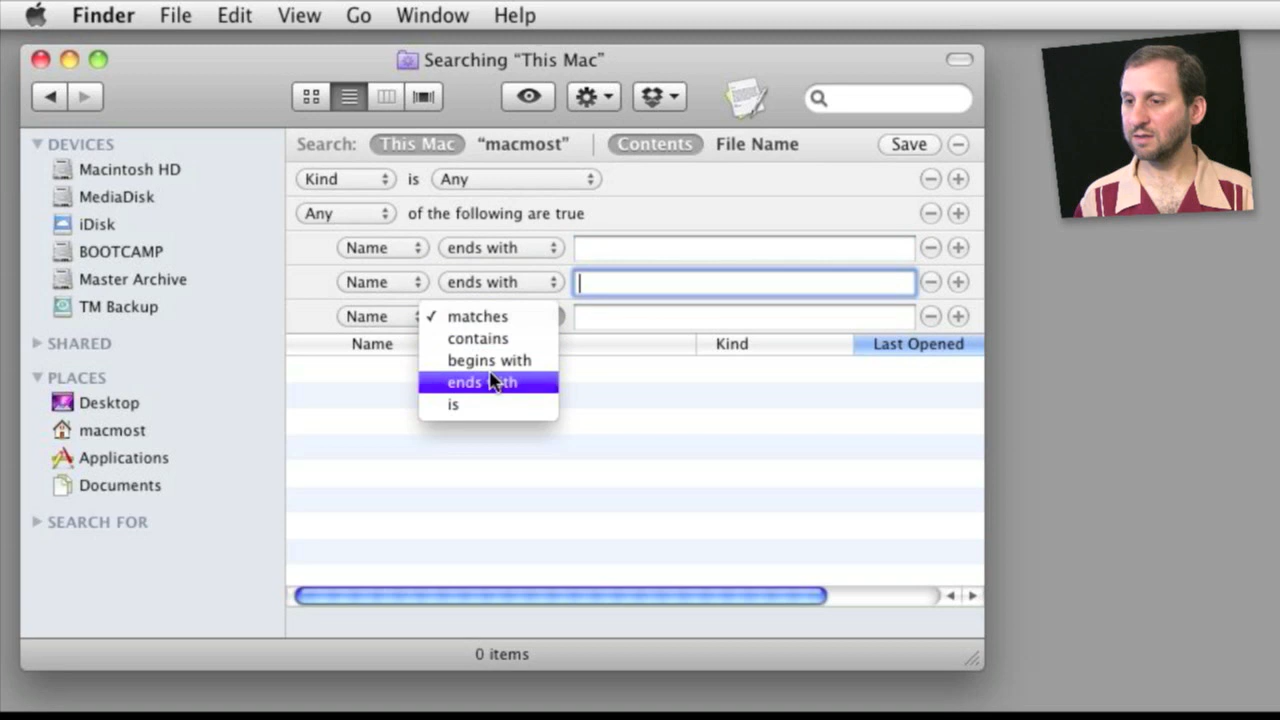 Finder File Edit View Go Window Help
Searching “This Mac”
Search: This Mac “macmost” Contents File Name Save
Kind is Any
Any of the following are true
Name ends with
Name ends with
Name
matches
contains
begins with
ends with
is
Name Kind Last Opened
DEVICES
Macintosh HD
MediaDisk
iDisk
BOOTCAMP
Master Archive
TM Backup
SHARED
PLACES
Desktop
macmost
Applications
Documents
SEARCH FOR
0 items